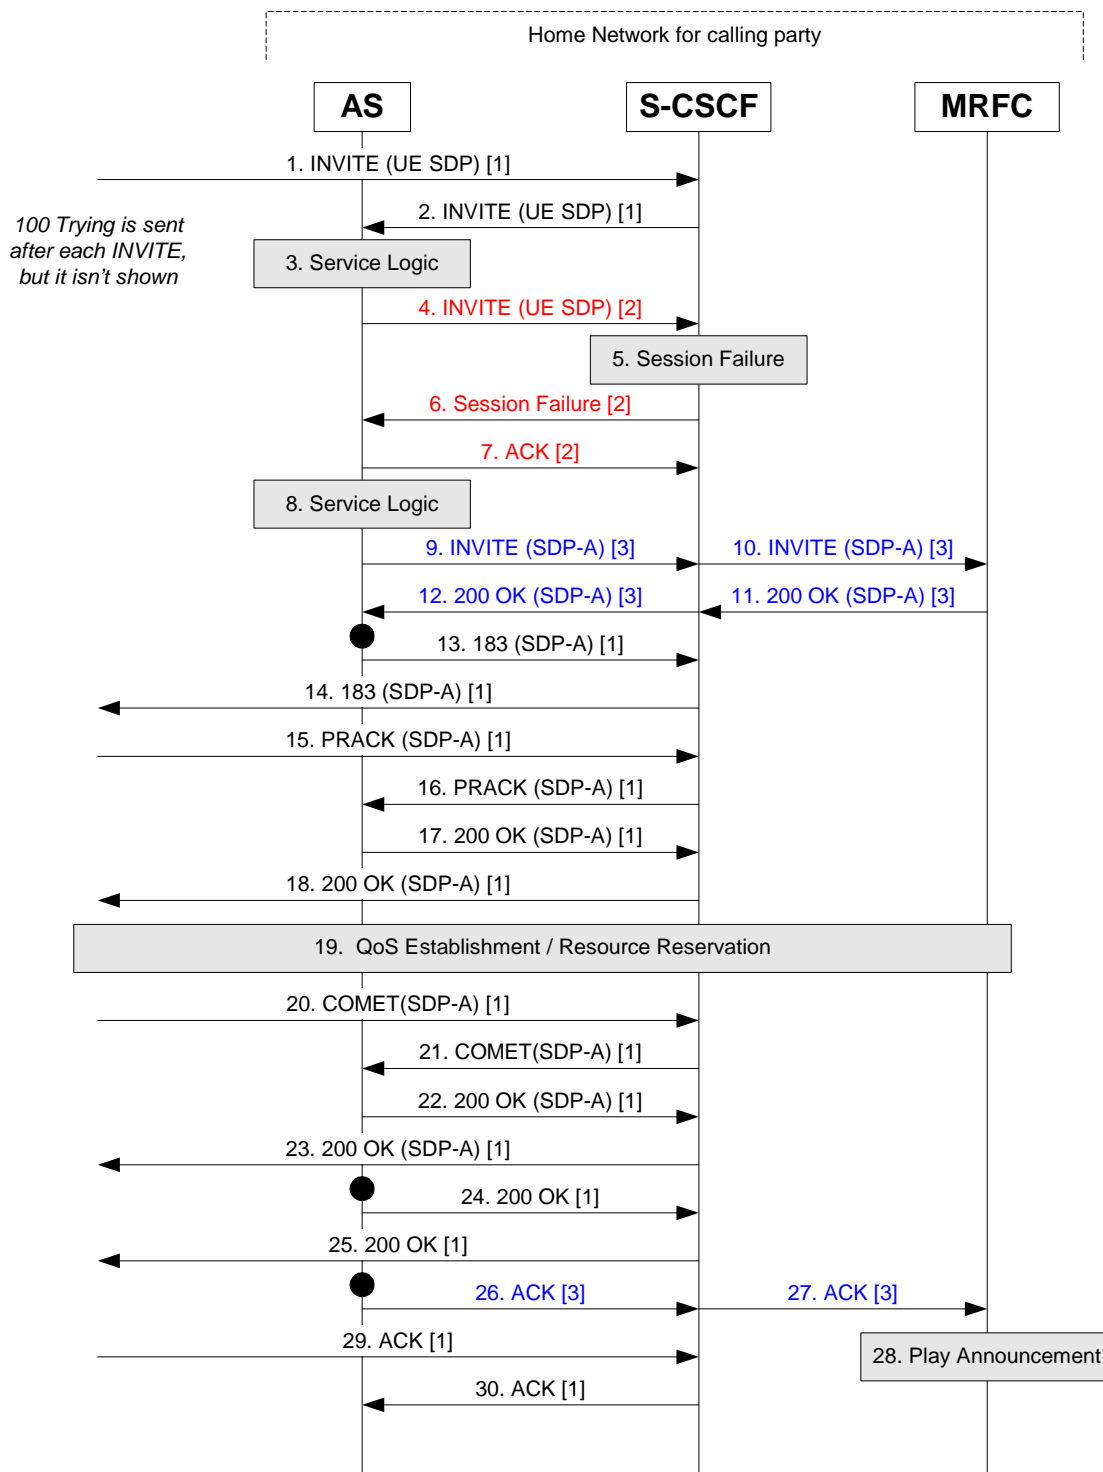 Home Network for calling party
AS
S-CSCF
MRFC
1. INVITE (UE SDP) [1]
2. INVITE (UE SDP) [1]
100 Trying is sent
after each INVITE,
but it isn't shown
3. Service Logic
4. INVITE (UE SDP) [2]
5. Session Failure
6. Session Failure [2]
7. ACK [2]
8. Service Logic
9. INVITE (SDP-A) [3]
10. INVITE (SDP-A) [3]
12. 200 OK (SDP-A) [3]
11. 200 OK (SDP-A) [3]
13. 183 (SDP-A) [1]
14. 183 (SDP-A) [1]
15. PRACK (SDP-A) [1]
16. PRACK (SDP-A) [1]
17. 200 OK (SDP-A) [1]
18. 200 OK (SDP-A) [1]
19. QoS Establishment / Resource Reservation
20. COMET(SDP-A) [1]
21. COMET(SDP-A) [1]
22. 200 OK (SDP-A) [1]
23. 200 OK (SDP-A) [1]
24. 200 OK [1]
25. 200 OK [1]
26. ACK [3]
27. ACK [3]
29. ACK [1]
28. Play Announcement
30. ACK [1]